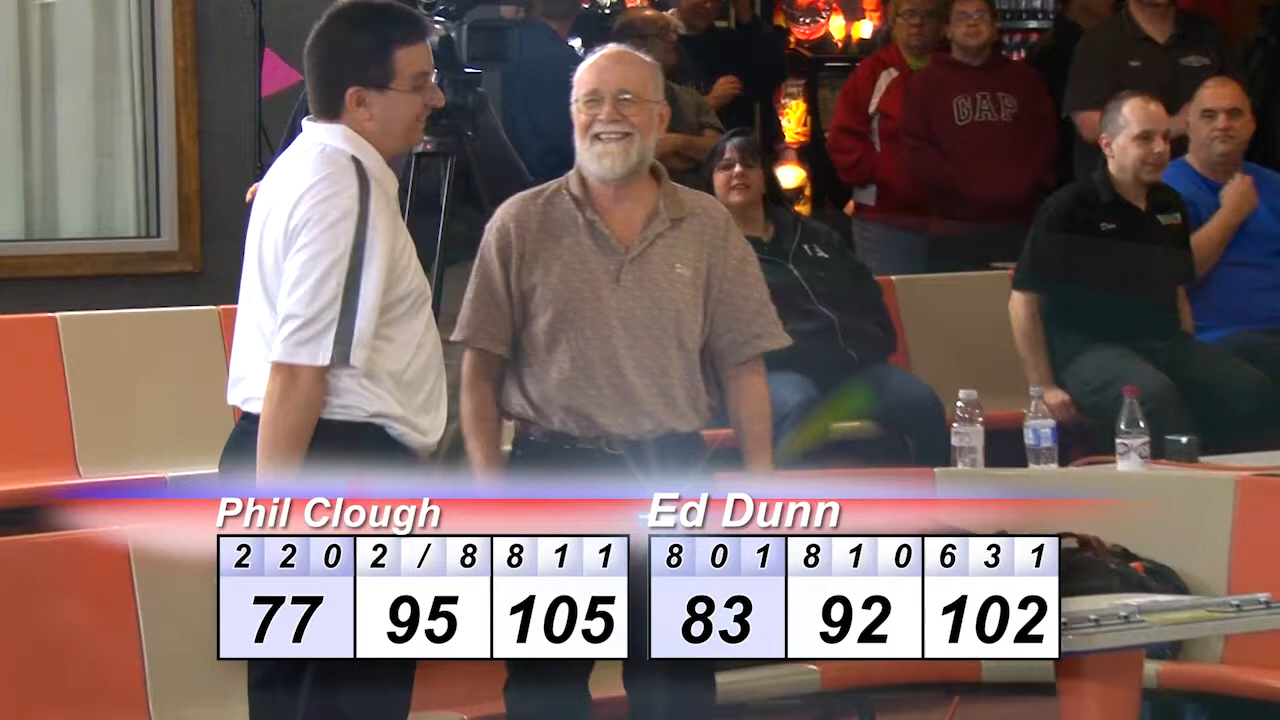 GAP
Phil Clough
2 2 0 2 / 8 8 1 1
77 95 105
Ed Dunn
8 0 1 8 1 0 6 3 1
83 92 102